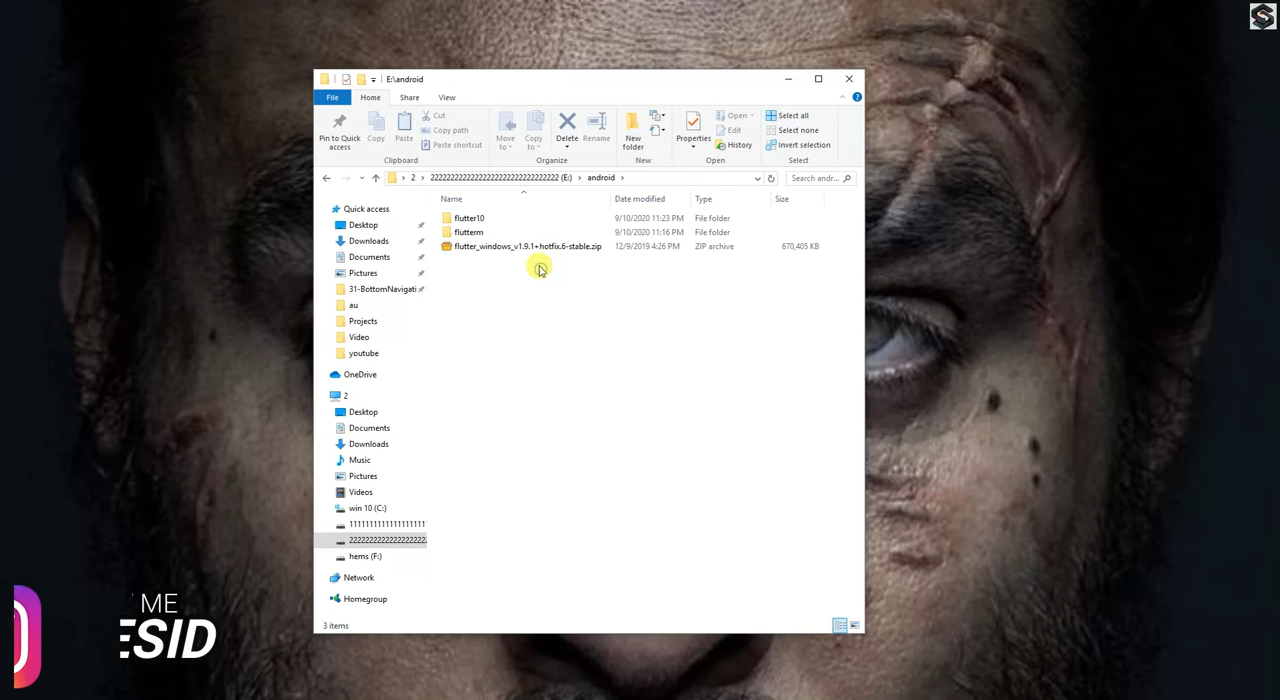 E:\android
File Home Share View
Pin to Quick access
Copy
Paste
Cut
Copy path
Paste shortcut
Clipboard
Move to
Copy to
Delete
Rename
Organize
New folder
New
Properties
Open
Edit
History
Open
Select all
Select none
Invert selection
Select
2 > 22222222222222222222222222222222 (E:) > android >
Search andr...
Name Date modified Type Size
flutter10 9/10/2020 11:23 PM File folder
flutterm 9/10/2020 11:16 PM File folder
flutter_windows_v1.9.1+hotfix.6-stable.zip 12/9/2019 4:26 PM ZIP archive 670,405 KB
Quick access
Desktop
Downloads
Documents
Pictures
31-BottomNavigati
au
Projects
Video
youtube
OneDrive
2
Desktop
Documents
Downloads
Music
Pictures
Videos
win 10 (C:)
111111111111111111
2222222222222222222.
hems (F:)
Network
Homegroup
3 items
ME
ESID